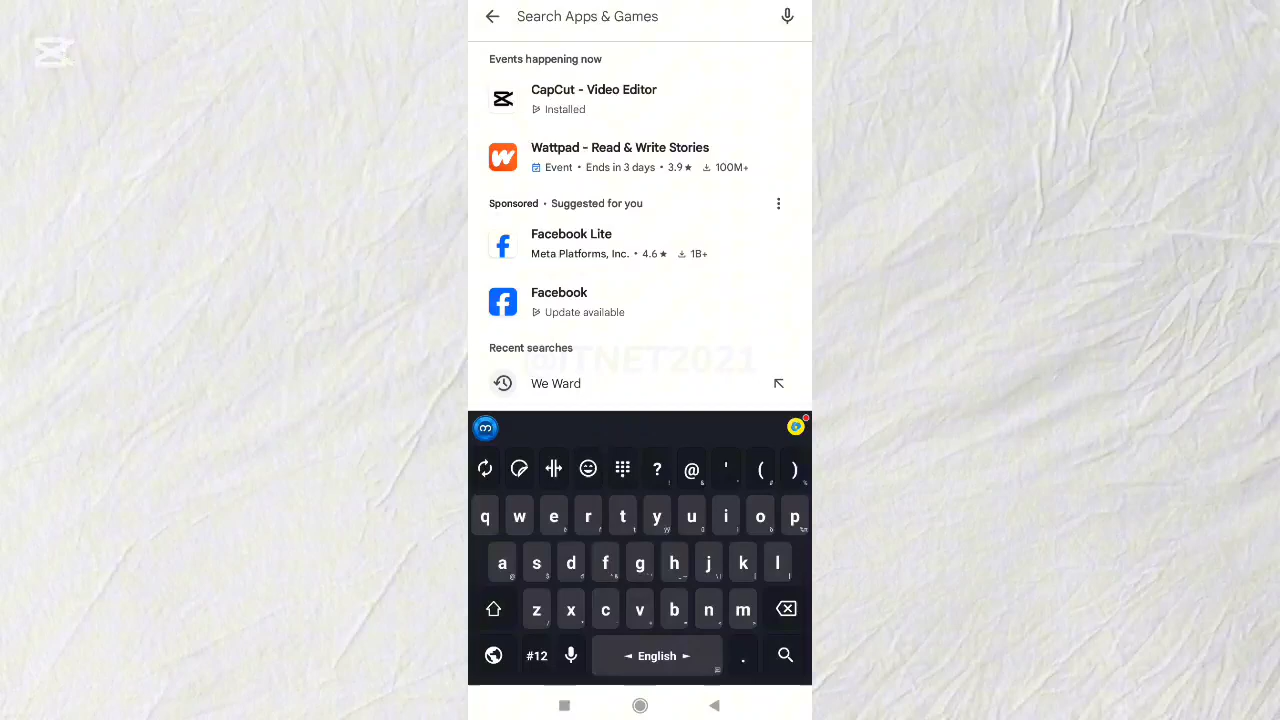 Search Apps & Games
Events happening now
CapCut - Video Editor
Installed
Wattpad - Read & Write Stories
Event • Ends in 3 days • 3.9★ 100M+
Sponsored • Suggested for you
Facebook Lite
Meta Platforms, Inc. • 4.6★ 1B+
Facebook
Update available
Recent searches
@ITNET2021
We Ward
? @ ' ( )
q w e r t y u i o p
a s d f g h j k l
z x c v b n m
#12 ◄ English ► .